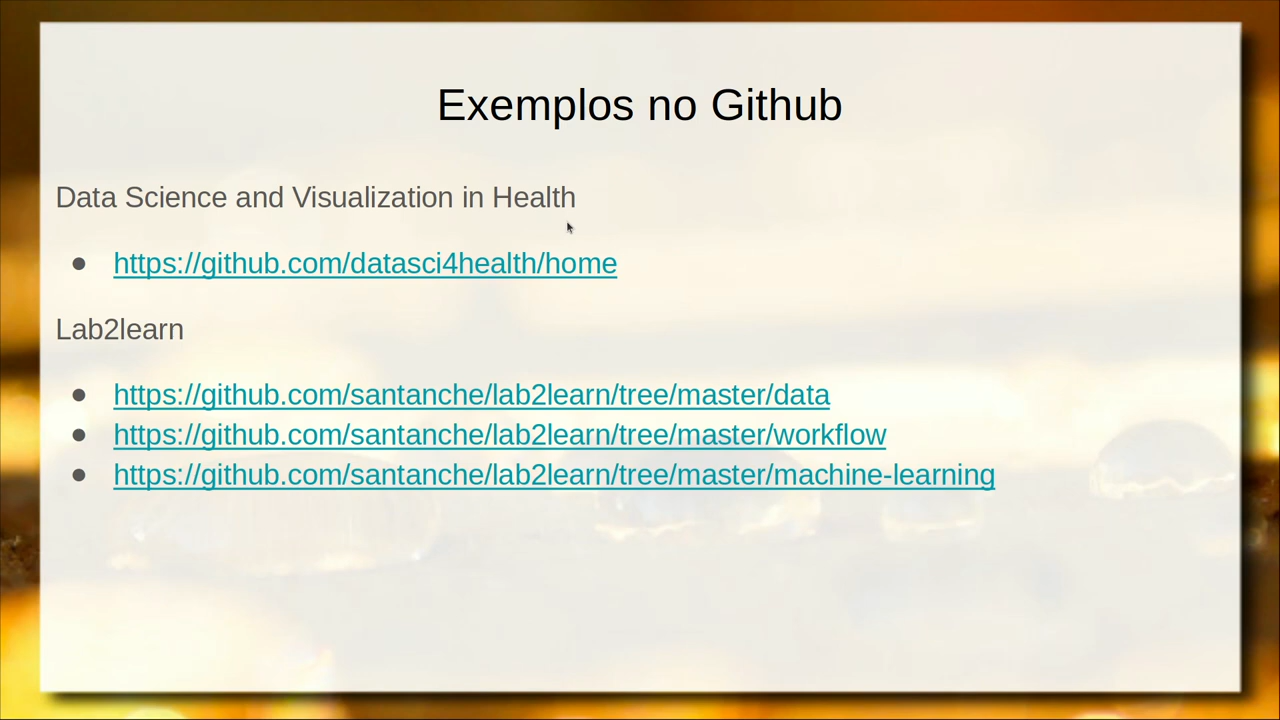 Exemplos no Github
Data Science and Visualization in Health
● https://github.com/datasci4health/home
Lab2learn
● https://github.com/santanche/lab2learn/tree/master/data
● https://github.com/santanche/lab2learn/tree/master/workflow
● https://github.com/santanche/lab2learn/tree/master/machine-learning